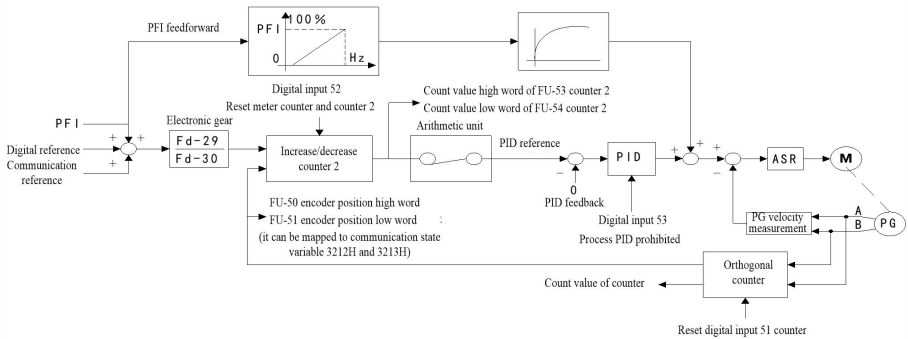 PFI feedforward
PFI
100%
0
Hz
Digital input 52
Reset meter counter and counter 2
Count value high word of FU-53 counter 2
Count value low word of FU-54 counter 2
PFI
Electronic gear
Arithmetic unit
+
+
+
Digital reference
Communication reference
Fd-29
Fd-30
Increase/decrease counter 2
PID reference
−
0
PID feedback
PID
+
+
+
−
ASR
M
Digital input 53
Process PID prohibited
FU-50 encoder position high word
FU-51 encoder position low word
(it can be mapped to communication state
variable 3212H and 3213H)
:
PG velocity
measurement
A
B
PG
Orthogonal
counter
Count value of counter
Reset digital input 51 counter